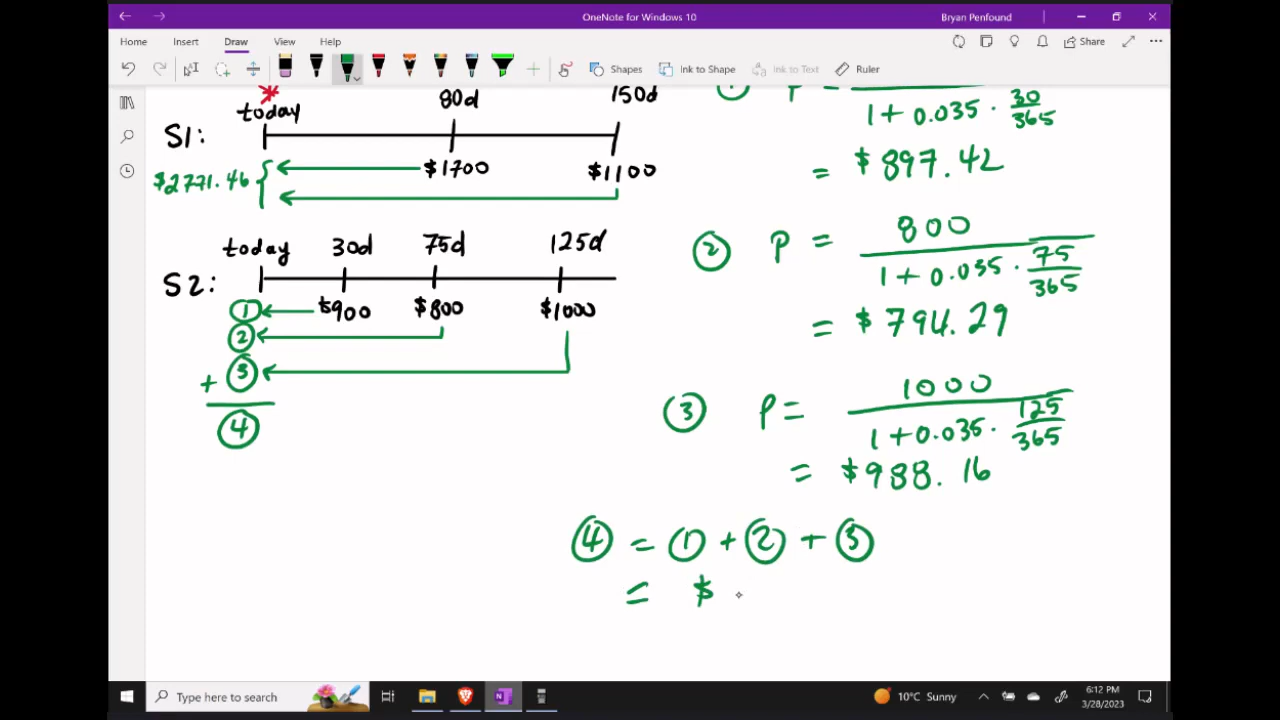 OneNote for Windows 10
Bryan Penfound
Home Insert Draw View Help
Share
Shapes Ink to Shape Ink to Text Ruler
today 80d 150d
S1:
$2771.46 { $1700 $1100
today 30d 75d 125d
S2:
① $900 $800 $1000
②
+ ③
④
① P =
1 + 0.035 · 30/365
= $897.42
② P = 800
1 + 0.035 · 75/365
= $794.29
③ P = 1000
1 + 0.035 · 125/365
= $988.16
④ = ① + ② + ③
= $
Type here to search
10°C Sunny
6:12 PM
3/28/2023